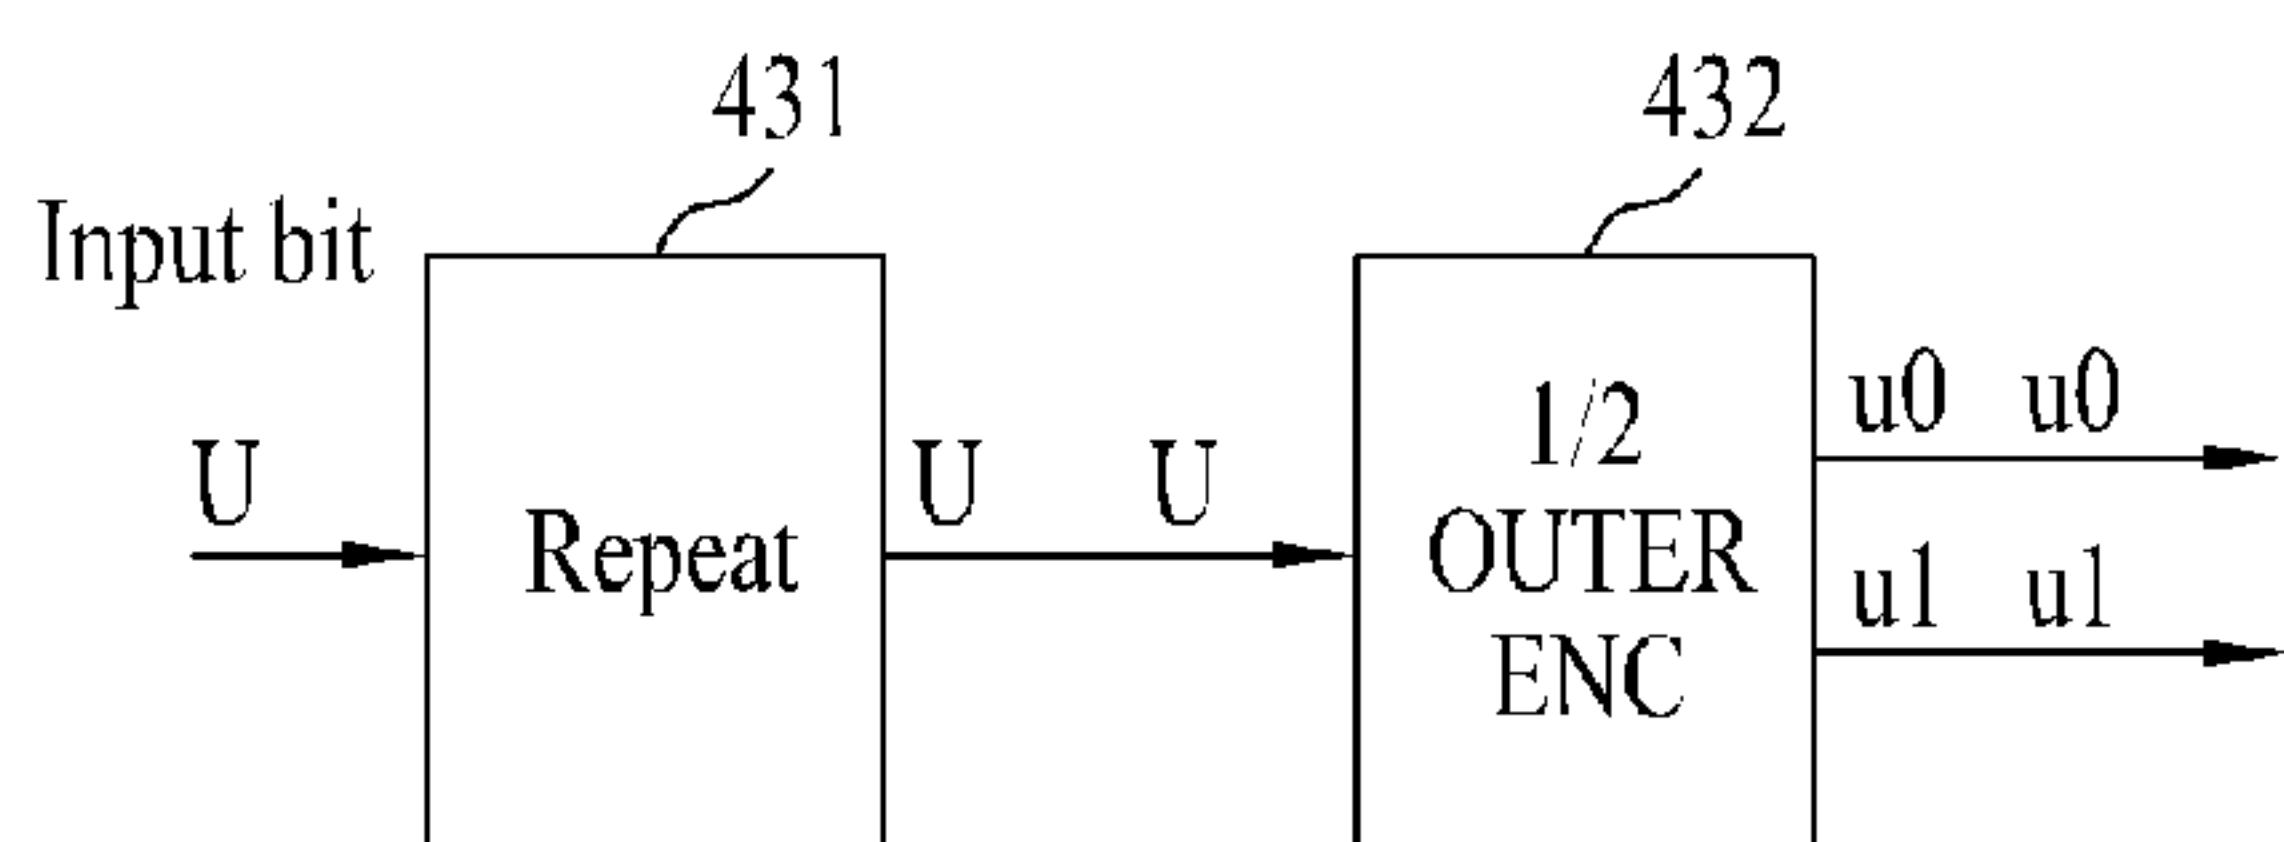 431 432
Input bit
U
Repeat
U U
1/2
OUTER
ENC
u0 u0
u1 u1